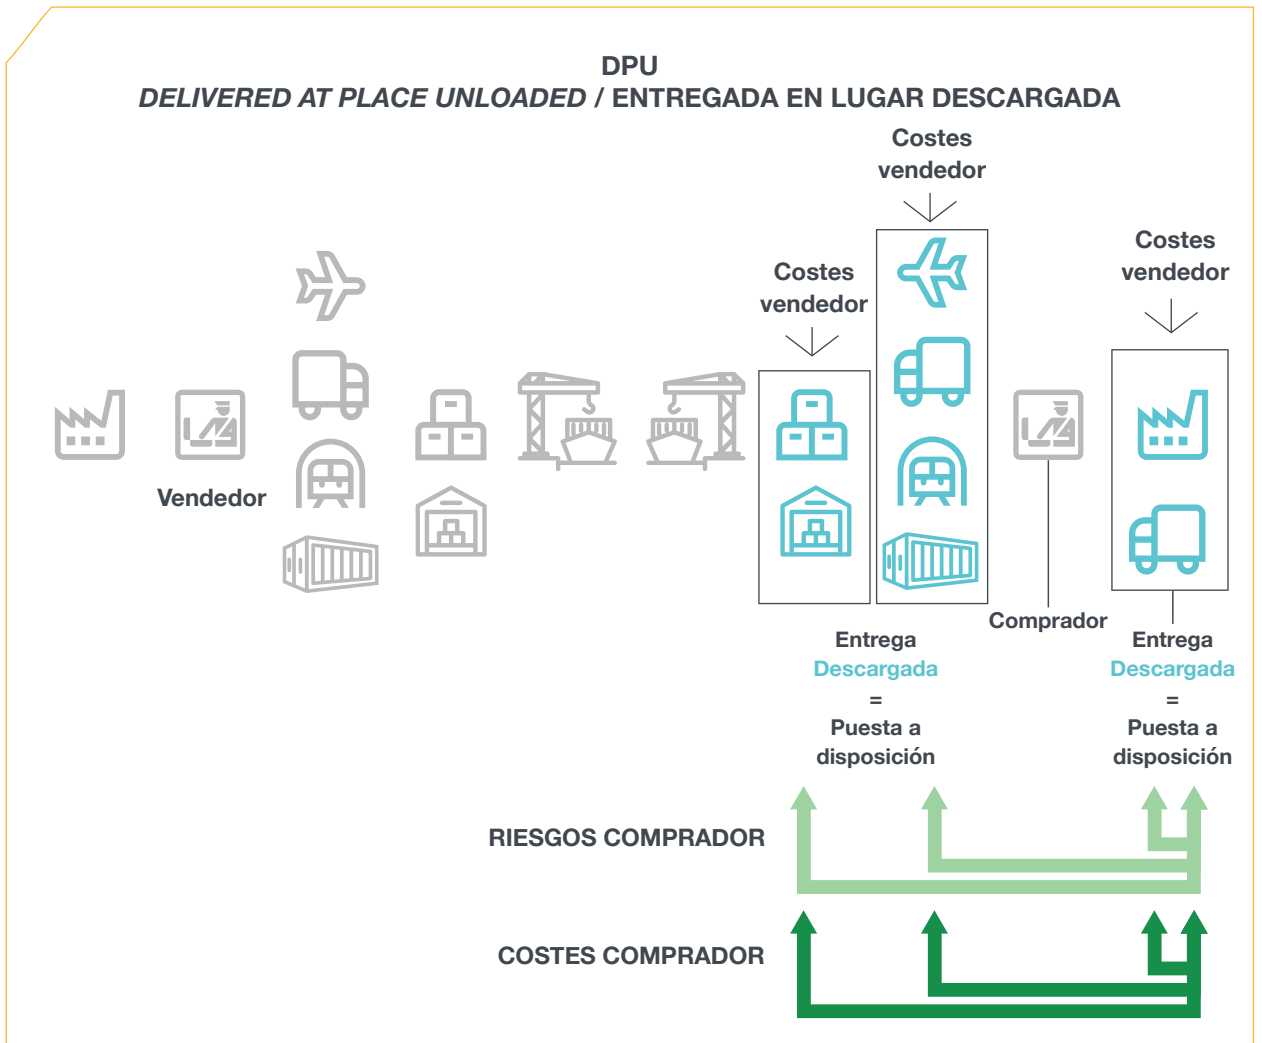 DPU
DELIVERED AT PLACE UNLOADED / ENTREGADA EN LUGAR DESCARGADA
Costes
vendedor
Costes
vendedor
Costes
vendedor
Vendedor
Comprador
Entrega
Descargada
=
Puesta a
disposición
Entrega
Descargada
=
Puesta a
disposición
RIESGOS COMPRADOR
COSTES COMPRADOR